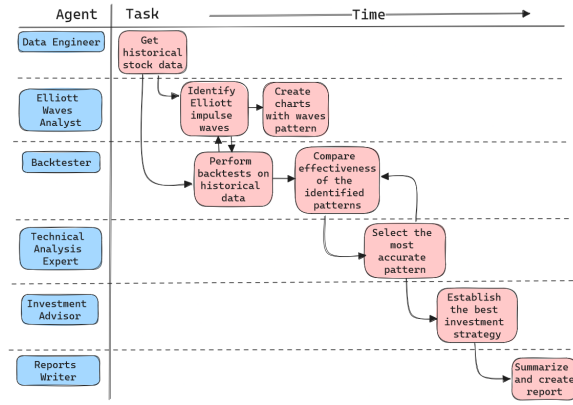 Agent
Task
Time
Data Engineer
Get
historical
stock data
Elliott
Waves
Analyst
Identify
Elliott
impulse
waves
Create
charts
with waves
pattern
Backtester
Perform
backtests on
historical
data
Compare
effectiveness
of the
identified
patterns
Technical
Analysis
Expert
Select the
most
accurate
pattern
Investment
Advisor
Establish
the best
investment
strategy
Reports
Writer
Summarize
and create
report